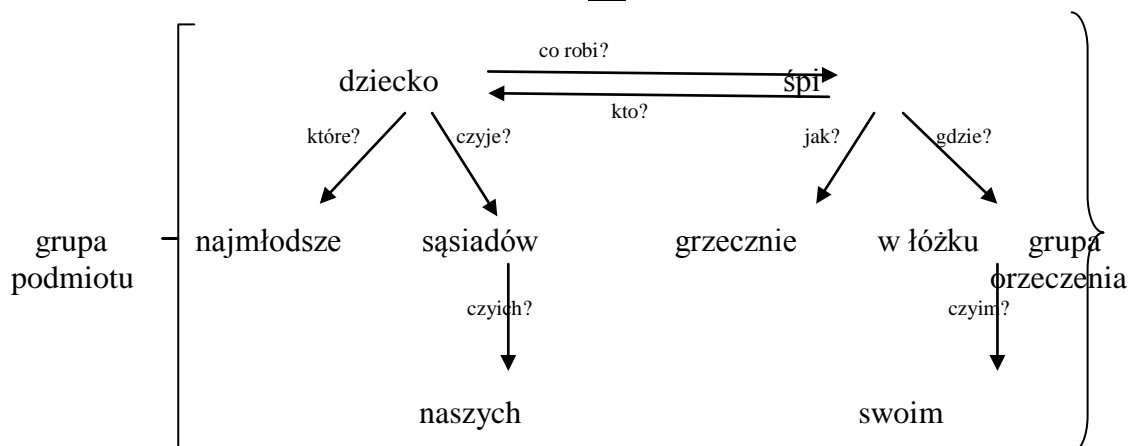 co robi?
dziecko śpi
kto?
które? czyje? jak? gdzie?
grupa podmiotu najmłodsze sąsiadów grzecznie w łóżku grupa orzeczenia
czyich? czyim?
naszych swoim